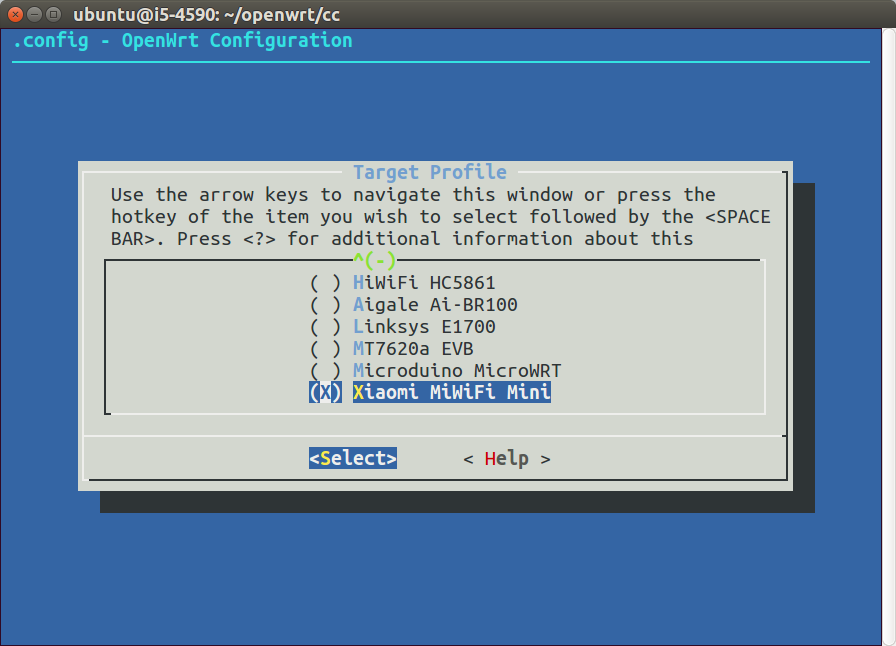 ubuntu@i5-4590: ~/openwrt/cc
.config - OpenWrt Configuration
Target Profile
Use the arrow keys to navigate this window or press the
hotkey of the item you wish to select followed by the <SPACE
BAR>. Press <?> for additional information about this
^(-)
( ) HiWiFi HC5861
( ) Aigale Ai-BR100
( ) Linksys E1700
( ) MT7620a EVB
( ) Microduino MicroWRT
(X) Xiaomi MiWiFi Mini
<Select> < Help >